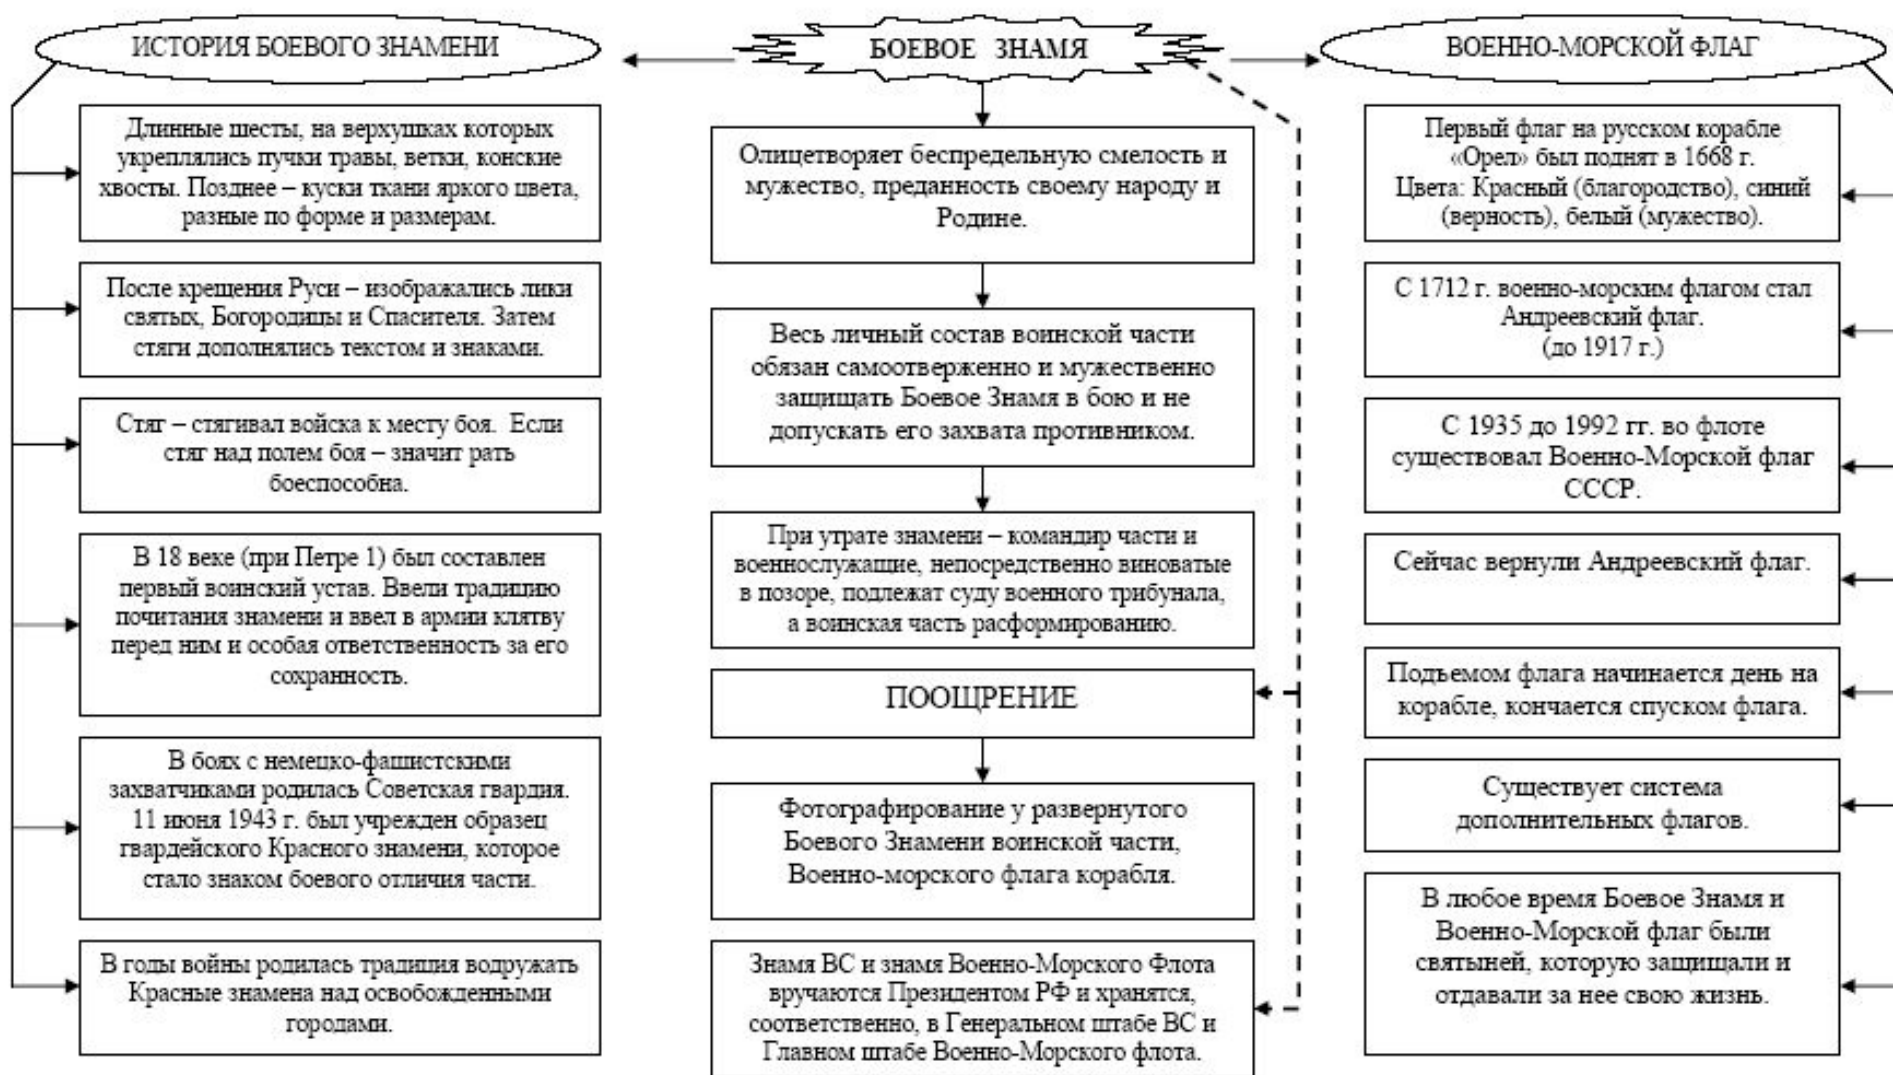 ИСТОРИЯ БОЕВОГО ЗНАМЕНИ
Длинные шесты, на верхушках которых
укреплялись пучки травы, ветки, конские
хвосты. Позднее – куски ткани яркого цвета,
разные по форме и размерам.
После крещения Руси – изображались лики
святых, Богородицы и Спасителя. Затем
стяги дополнялись текстом и знаками.
Стяг – стягивал войска к месту боя. Если
стяг над полем боя – значит рать
боеспособна.
В 18 веке (при Петре 1) был составлен
первый воинский устав. Ввели традицию
почитания знамени и ввел в армии клятву
перед ним и особая ответственность за его
сохранность.
В боях с немецко-фашистскими
захватчиками родилась Советская гвардия.
11 июня 1943 г. был учрежден образец
гвардейского Красного знамени, которое
стало знаком боевого отличия части.
В годы войны родилась традиция водружать
Красные знамена над освобожденными
городами.
БОЕВОЕ ЗНАМЯ
Олицетворяет беспредельную смелость и
мужество, преданность своему народу и
Родине.
Весь личный состав воинской части
обязан самоотверженно и мужественно
защищать Боевое Знамя в бою и не
допускать его захвата противником.
При утрате знамени – командир части и
военнослужащие, непосредственно виноватые
в позоре, подлежат суду военного трибунала,
а воинская часть расформированию.
ПООЩРЕНИЕ
Фотографирование у развернутого
Боевого Знамени воинской части,
Военно-морского флага корабля.
Знамя ВС и знамя Военно-Морского Флота
вручаются Президентом РФ и хранятся,
соответственно, в Генеральном штабе ВС и
Главном штабе Военно-Морского флота.
ВОЕННО-МОРСКОЙ ФЛАГ
Первый флаг на русском корабле
«Орел» был поднят в 1668 г.
Цвета: Красный (благородство), синий
(верность), белый (мужество).
С 1712 г. военно-морским флагом стал
Андреевский флаг.
(до 1917 г.)
С 1935 до 1992 гг. во флоте
существовал Военно-Морской флаг
СССР.
Сейчас вернули Андреевский флаг.
Подъемом флага начинается день на
корабле, кончается спуском флага.
Существует система
дополнительных флагов.
В любое время Боевое Знамя и
Военно-Морской флаг были
святыней, которую защищали и
отдавали за нее свою жизнь.